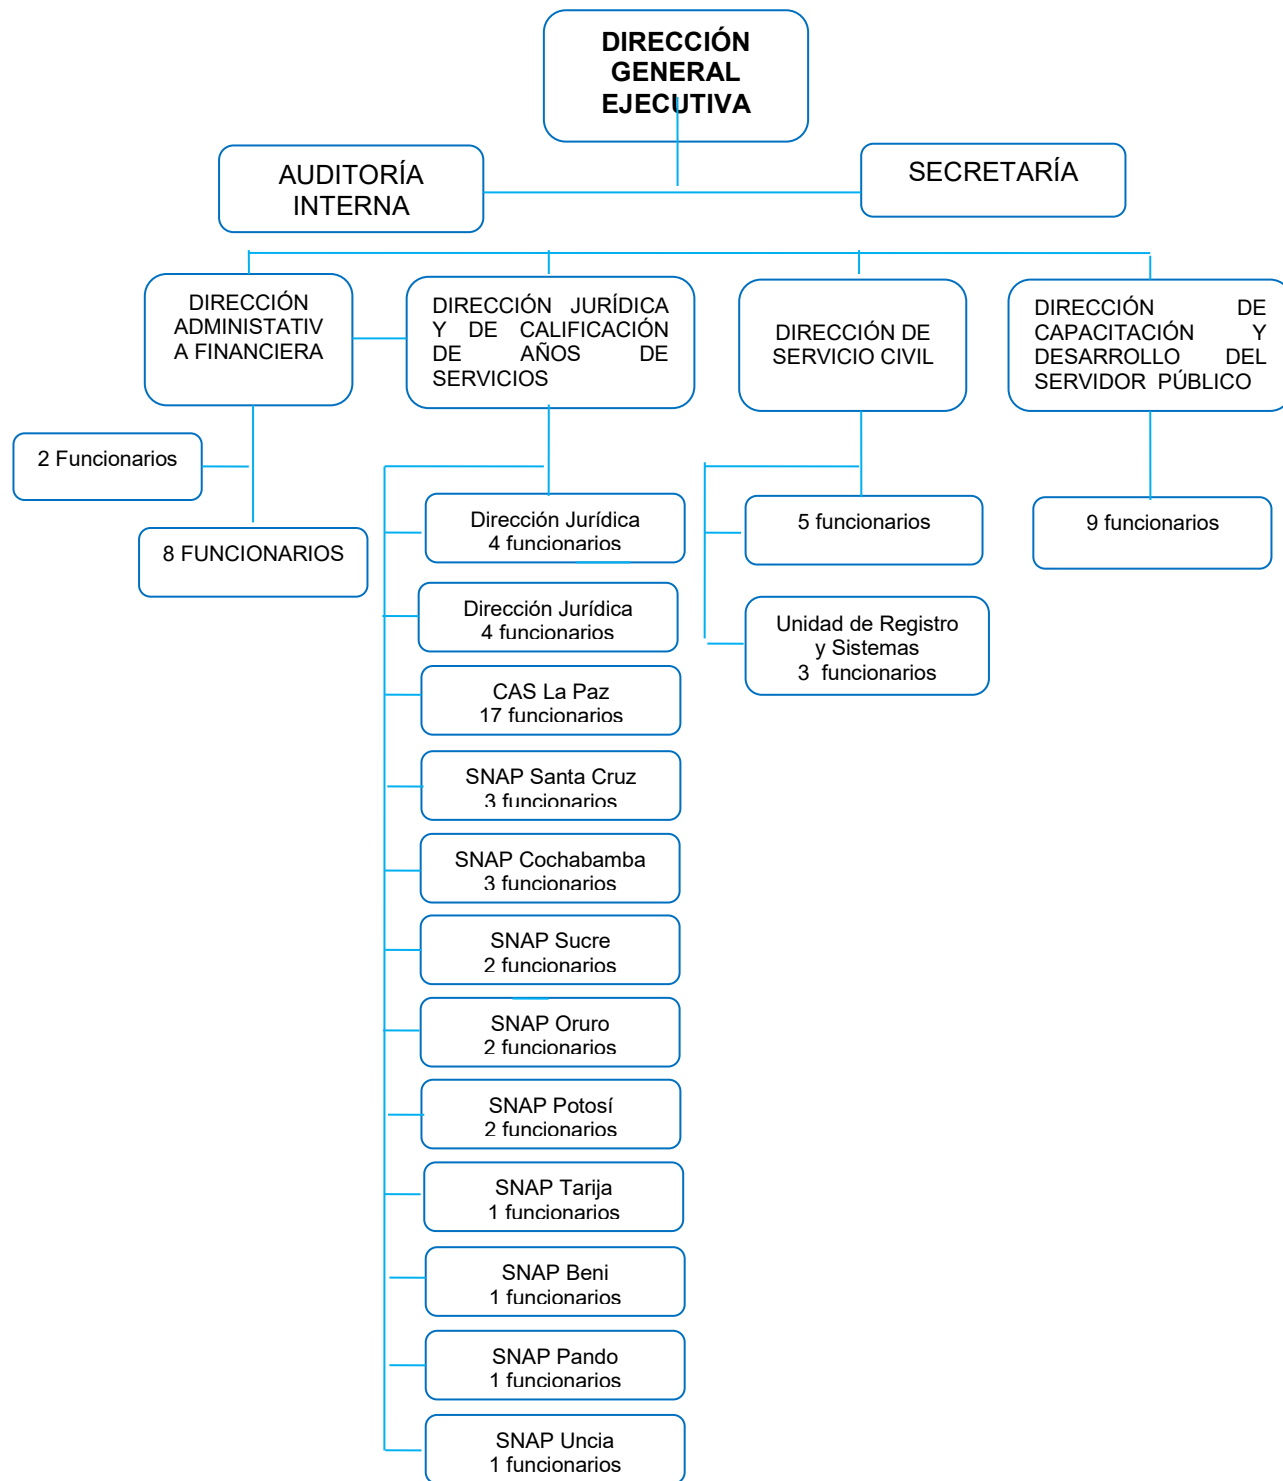 DIRECCIÓN
GENERAL
EJECUTIVA
AUDITORÍA
INTERNA
SECRETARÍA
DIRECCIÓN
ADMINISTATIV
A FINANCIERA
DIRECCIÓN JURÍDICA
Y DE CALIFICACIÓN
DE AÑOS DE
SERVICIOS
DIRECCIÓN DE
SERVICIO CIVIL
DIRECCIÓN DE
CAPACITACIÓN Y
DESARROLLO DEL
SERVIDOR PÚBLICO
2 Funcionarios
8 FUNCIONARIOS
Dirección Jurídica
4 funcionarios
Dirección Jurídica
4 funcionarios
CAS La Paz
17 funcionarios
SNAP Santa Cruz
3 funcionarios
SNAP Cochabamba
3 funcionarios
SNAP Sucre
2 funcionarios
SNAP Oruro
2 funcionarios
SNAP Potosí
2 funcionarios
SNAP Tarija
1 funcionarios
SNAP Beni
1 funcionarios
SNAP Pando
1 funcionarios
SNAP Uncia
1 funcionarios
5 funcionarios
Unidad de Registro
y Sistemas
3 funcionarios
9 funcionarios